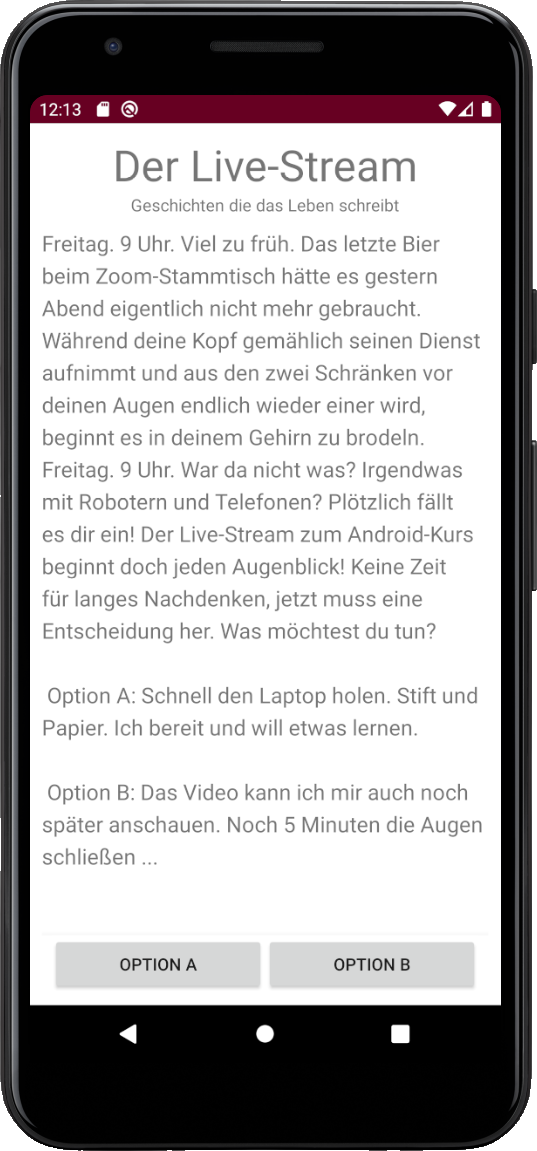 12:13
Der Live-Stream
Geschichten die das Leben schreibt
Freitag. 9 Uhr. Viel zu früh. Das letzte Bier
beim Zoom-Stammtisch hätte es gestern
Abend eigentlich nicht mehr gebraucht.
Während deine Kopf gemählich seinen Dienst
aufnimmt und aus den zwei Schränken vor
deinen Augen endlich wieder einer wird,
beginnt es in deinem Gehirn zu brodeln.
Freitag. 9 Uhr. War da nicht was? Irgendwas
mit Robotern und Telefonen? Plötzlich fällt
es dir ein! Der Live-Stream zum Android-Kurs
beginnt doch jeden Augenblick! Keine Zeit
für langes Nachdenken, jetzt muss eine
Entscheidung her. Was möchtest du tun?
Option A: Schnell den Laptop holen. Stift und
Papier. Ich bereit und will etwas lernen.
Option B: Das Video kann ich mir auch noch
später anschauen. Noch 5 Minuten die Augen
schließen ...
OPTION A OPTION B